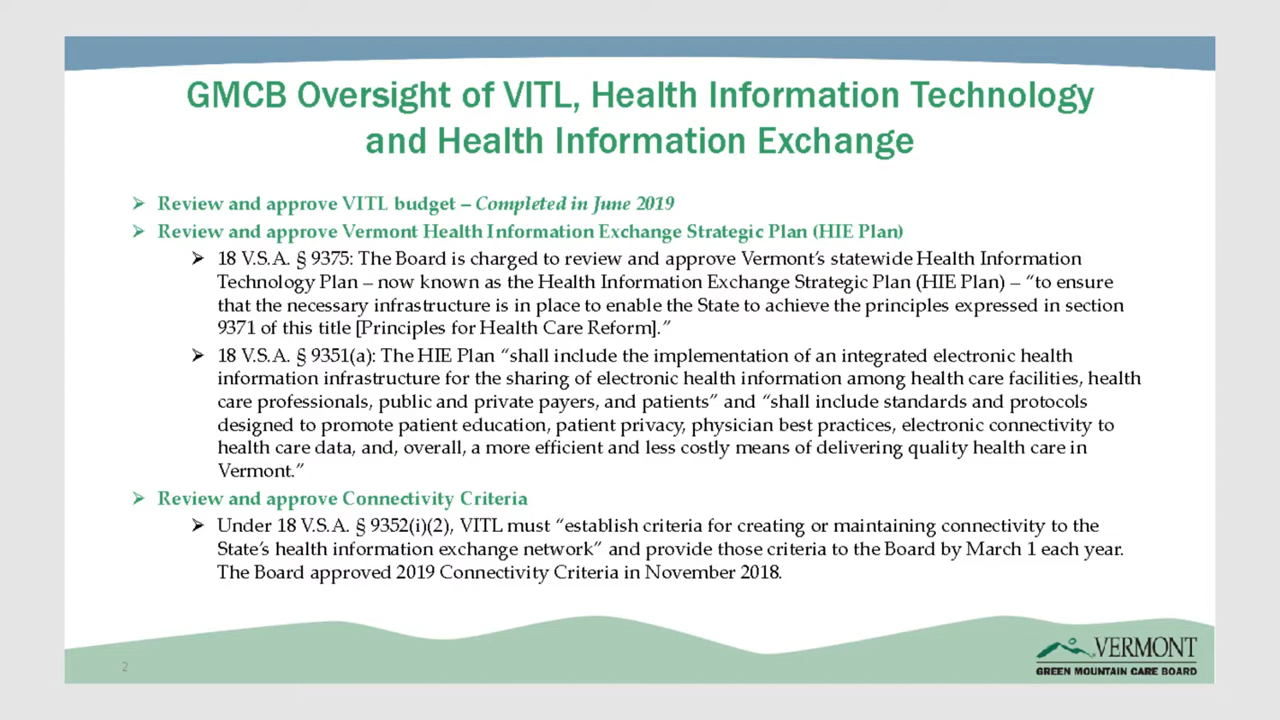 GMCB Oversight of VITL, Health Information Technology
and Health Information Exchange
➢ Review and approve VITL budget – Completed in June 2019
➢ Review and approve Vermont Health Information Exchange Strategic Plan (HIE Plan)
➢ 18 V.S.A. § 9375: The Board is charged to review and approve Vermont’s statewide Health Information
Technology Plan – now known as the Health Information Exchange Strategic Plan (HIE Plan) – “to ensure
that the necessary infrastructure is in place to enable the State to achieve the principles expressed in section
9371 of this title [Principles for Health Care Reform].”
➢ 18 V.S.A. § 9351(a): The HIE Plan “shall include the implementation of an integrated electronic health
information infrastructure for the sharing of electronic health information among health care facilities, health
care professionals, public and private payers, and patients” and “shall include standards and protocols
designed to promote patient education, patient privacy, physician best practices, electronic connectivity to
health care data, and, overall, a more efficient and less costly means of delivering quality health care in
Vermont.”
➢ Review and approve Connectivity Criteria
➢ Under 18 V.S.A. § 9352(i)(2), VITL must “establish criteria for creating or maintaining connectivity to the
State’s health information exchange network” and provide those criteria to the Board by March 1 each year.
The Board approved 2019 Connectivity Criteria in November 2018.
2
VERMONT
GREEN MOUNTAIN CARE BOARD